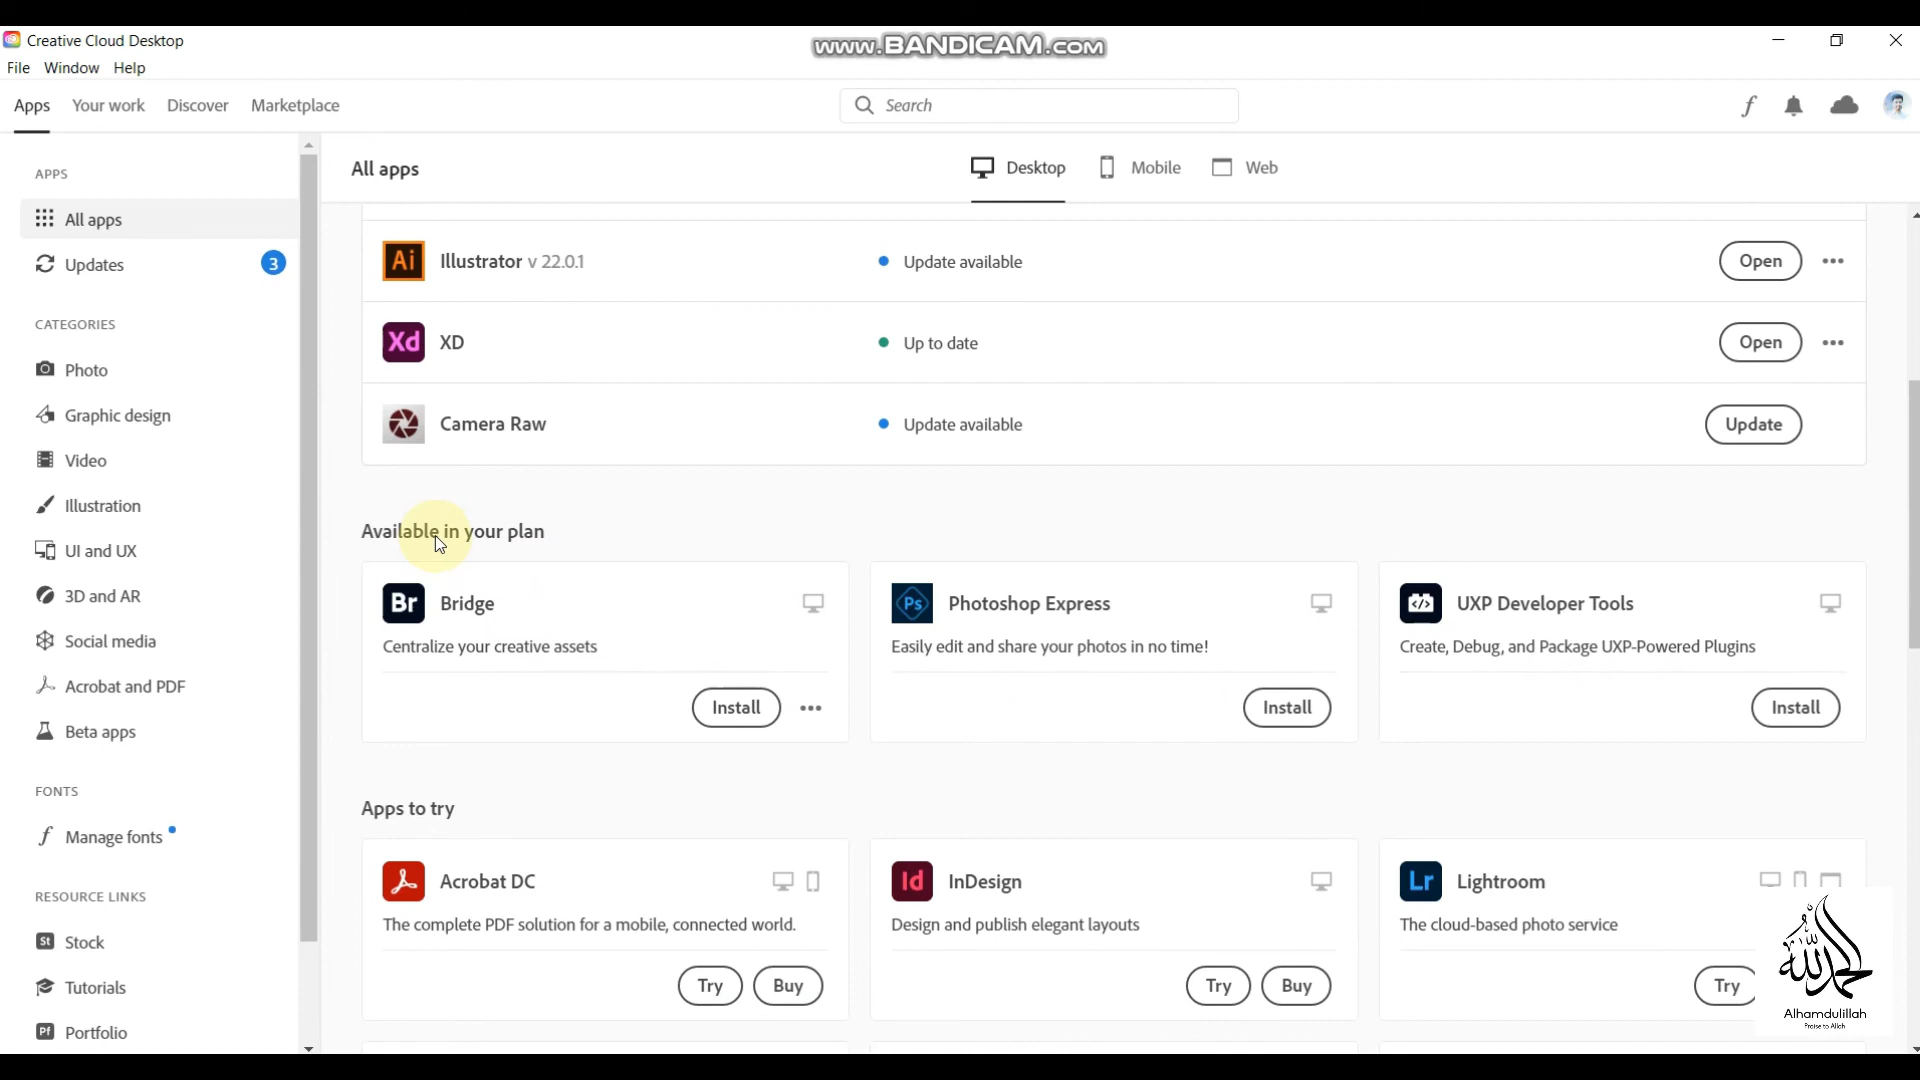 Creative Cloud Desktop
www.BANDICAM.com
File Window Help
Apps Your work Discover Marketplace
Search
APPS
All apps
Updates 3
CATEGORIES
Photo
Graphic design
Video
Illustration
UI and UX
3D and AR
Social media
Acrobat and PDF
Beta apps
FONTS
Manage fonts
RESOURCE LINKS
St Stock
Tutorials
Pf Portfolio
All apps
Desktop Mobile Web
Ai Illustrator v 22.0.1 Update available Open
Xd XD Up to date Open
Camera Raw Update available Update
Available in your plan
Br Bridge
Centralize your creative assets
Install
Ps Photoshop Express
Easily edit and share your photos in no time!
Install
UXP Developer Tools
Create, Debug, and Package UXP-Powered Plugins
Install
Apps to try
Acrobat DC
The complete PDF solution for a mobile, connected world.
Try Buy
Id InDesign
Design and publish elegant layouts
Try Buy
Lr Lightroom
The cloud-based photo service
Try
الحمد لله
Alhamdulillah
Praise to Allah